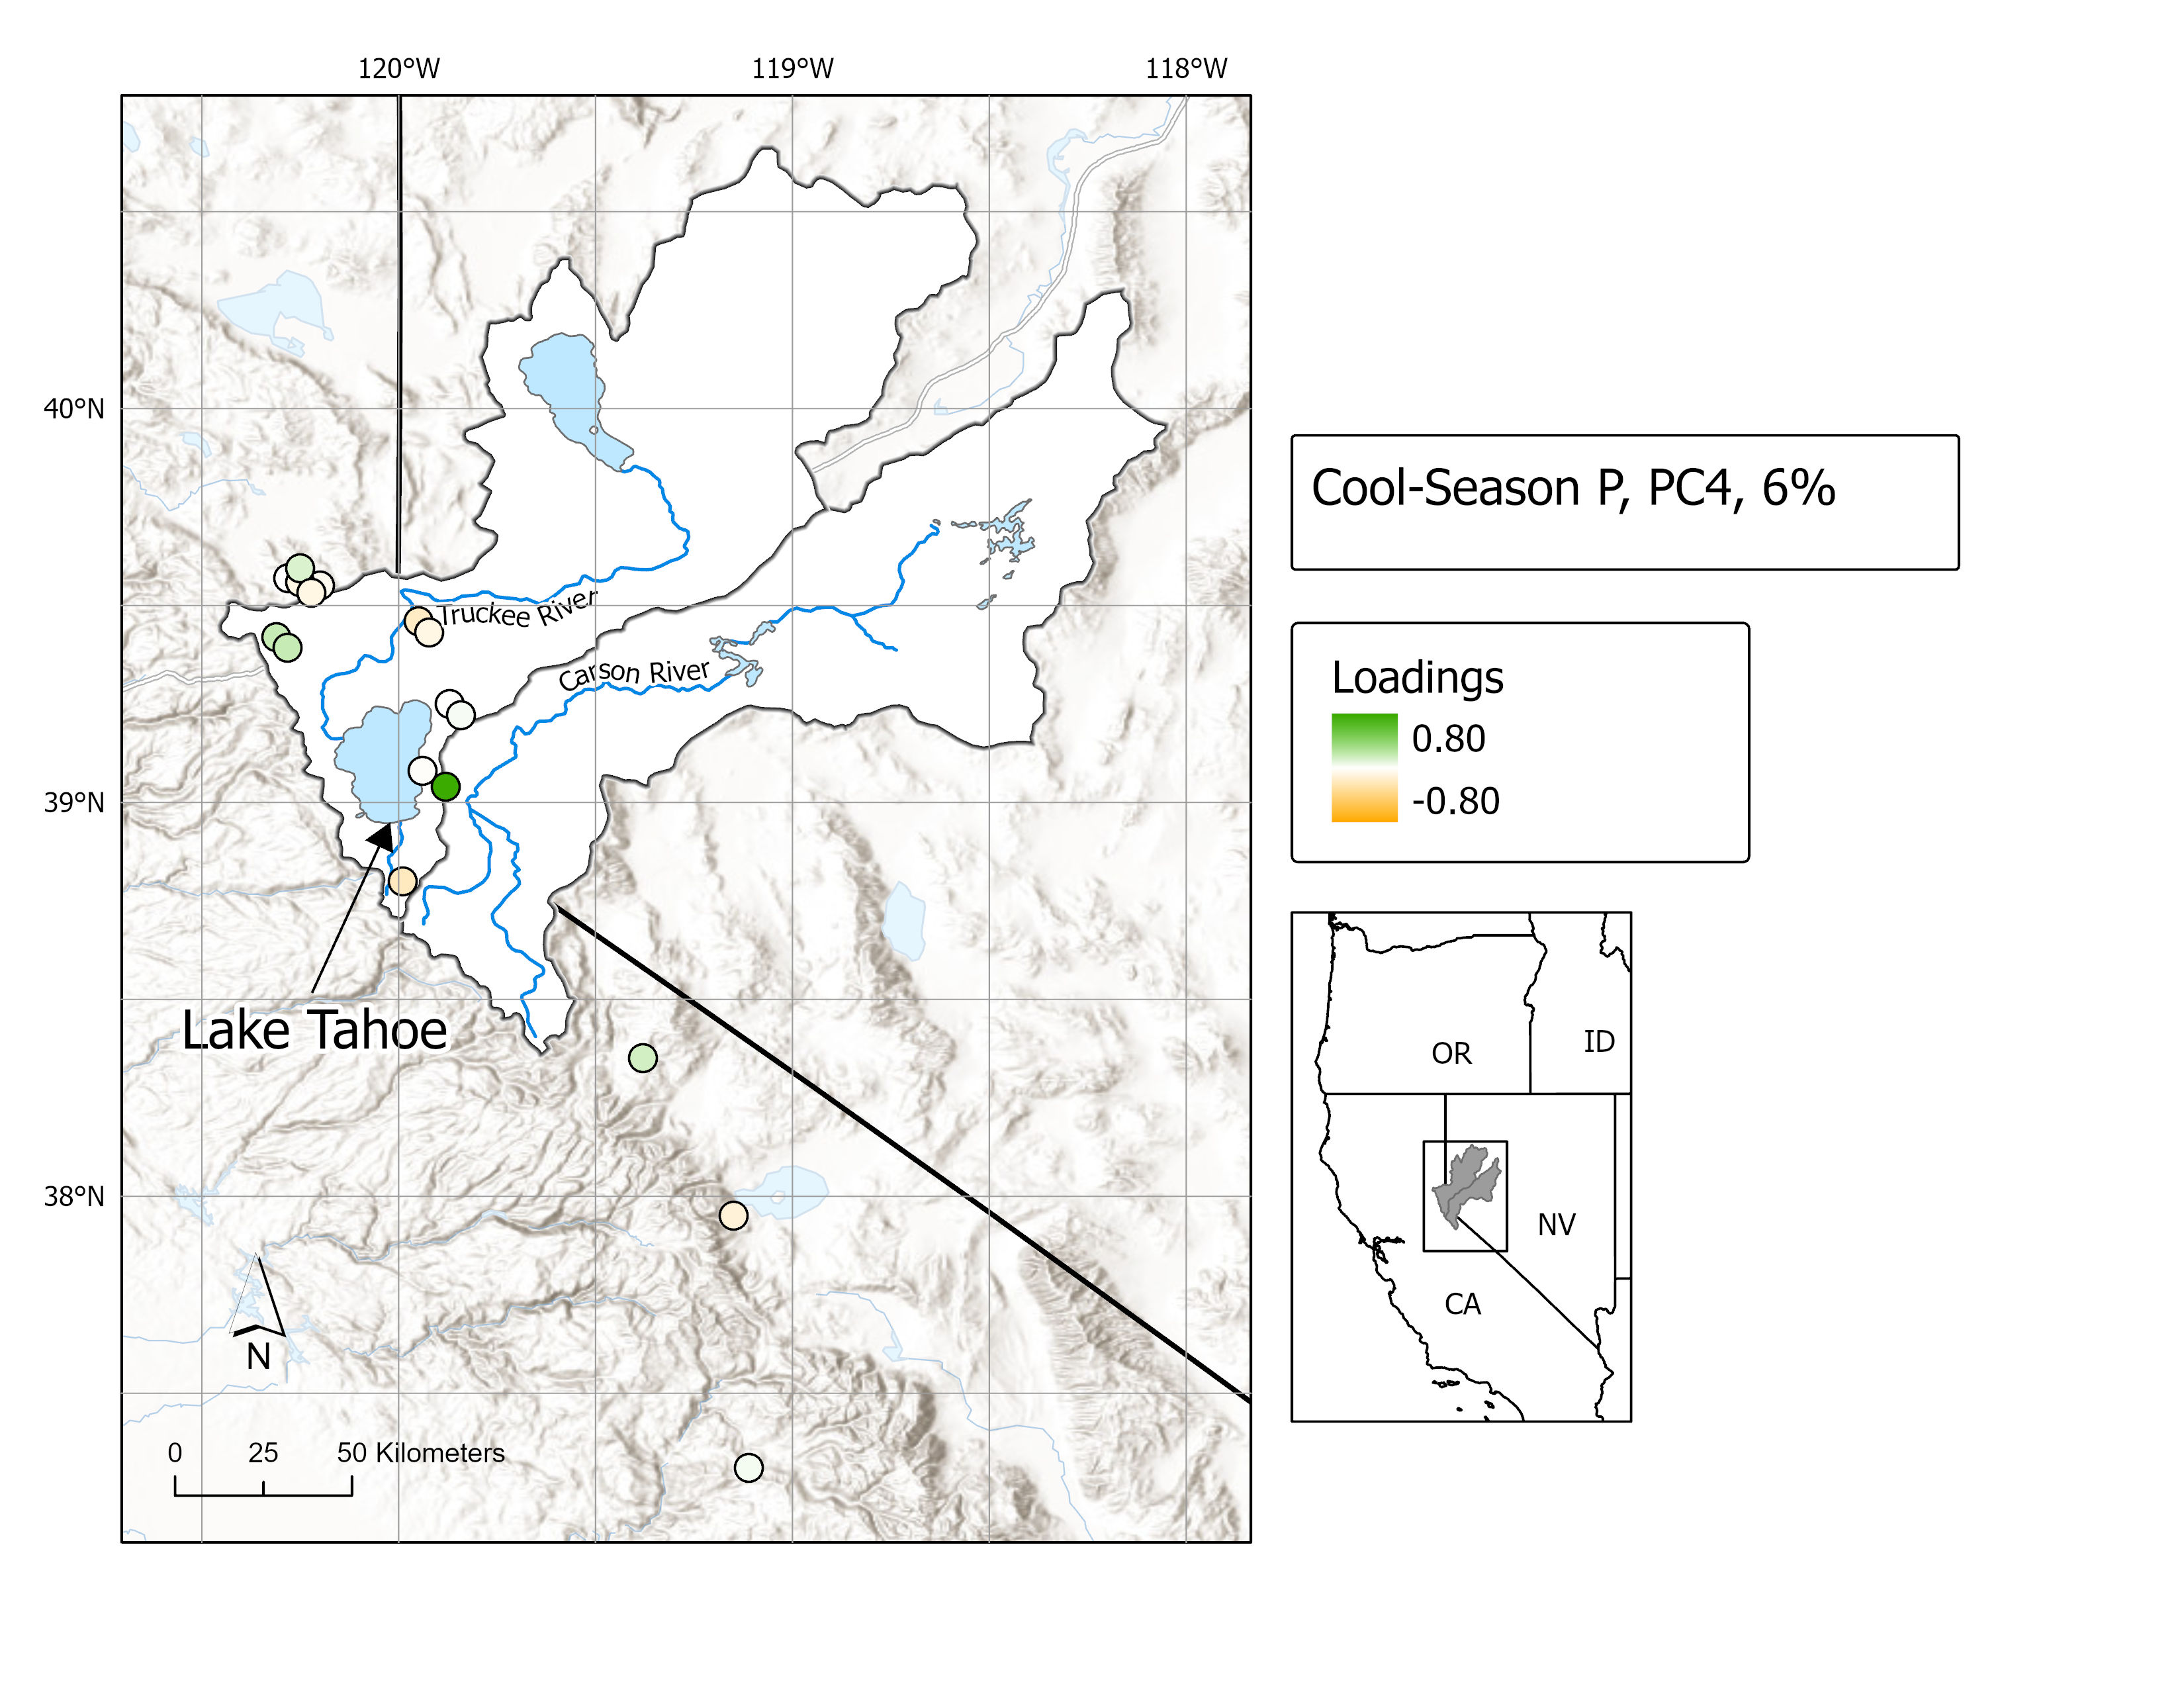 120°W
119°W
118°W
40°N
39°N
38°N
Truckee River
Carson River
Lake Tahoe
N
0 25 50 Kilometers
Cool-Season P, PC4, 6%
Loadings
0.80
-0.80
OR
ID
NV
CA